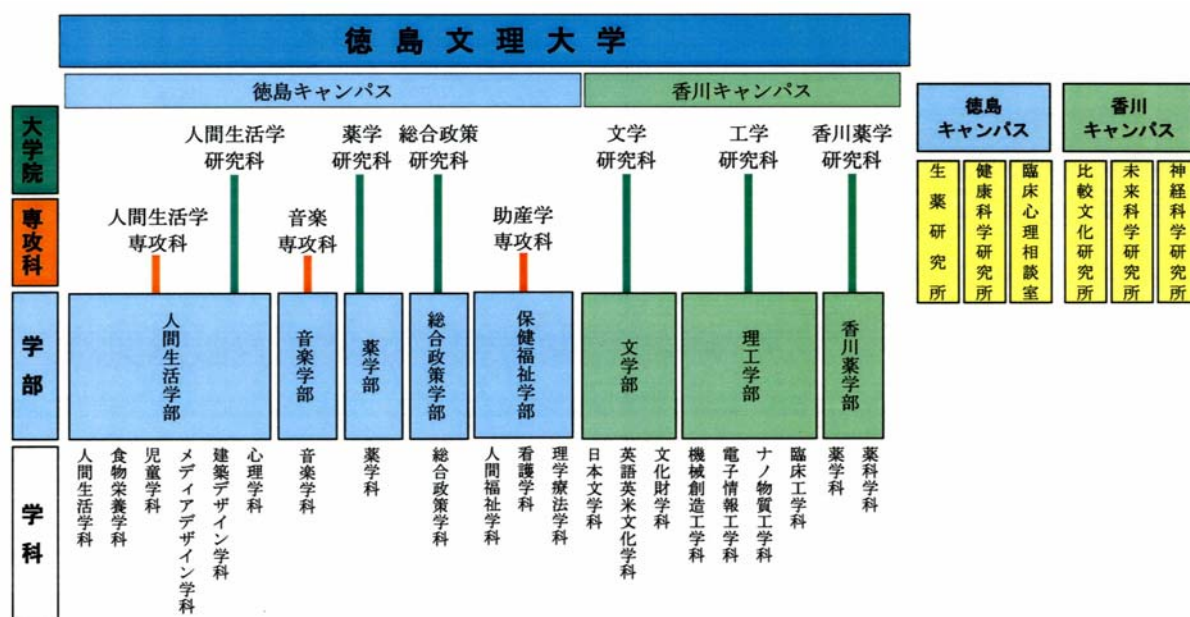 徳島文理大学
徳島キャンパス
香川キャンパス
大学院
人間生活学
研究科
薬学
研究科
総合政策
研究科
文学
研究科
工学
研究科
香川薬学
研究科
専攻科
人間生活学
専攻科
音楽
専攻科
助産学
専攻科
学部
人間生活学部
音楽学部
薬学部
総合政策学部
保健福祉学部
文学部
理工学部
香川薬学部
学科
人間生活学科
食物栄養学科
児童学科
メディアデザイン学科
建築デザイン学科
心理学科
音楽学科
薬学科
総合政策学科
人間福祉学科
看護学科
理学療法学科
日本文学科
英語英米文化学科
文化財学科
機械創造工学科
電子情報工学科
ナノ物質工学科
臨床工学科
薬学科
薬科学科
徳島
キャンパス
生薬研究所
健康科学研究所
臨床心理相談室
香川
キャンパス
比較文化研究所
未来科学研究所
神経科学研究所